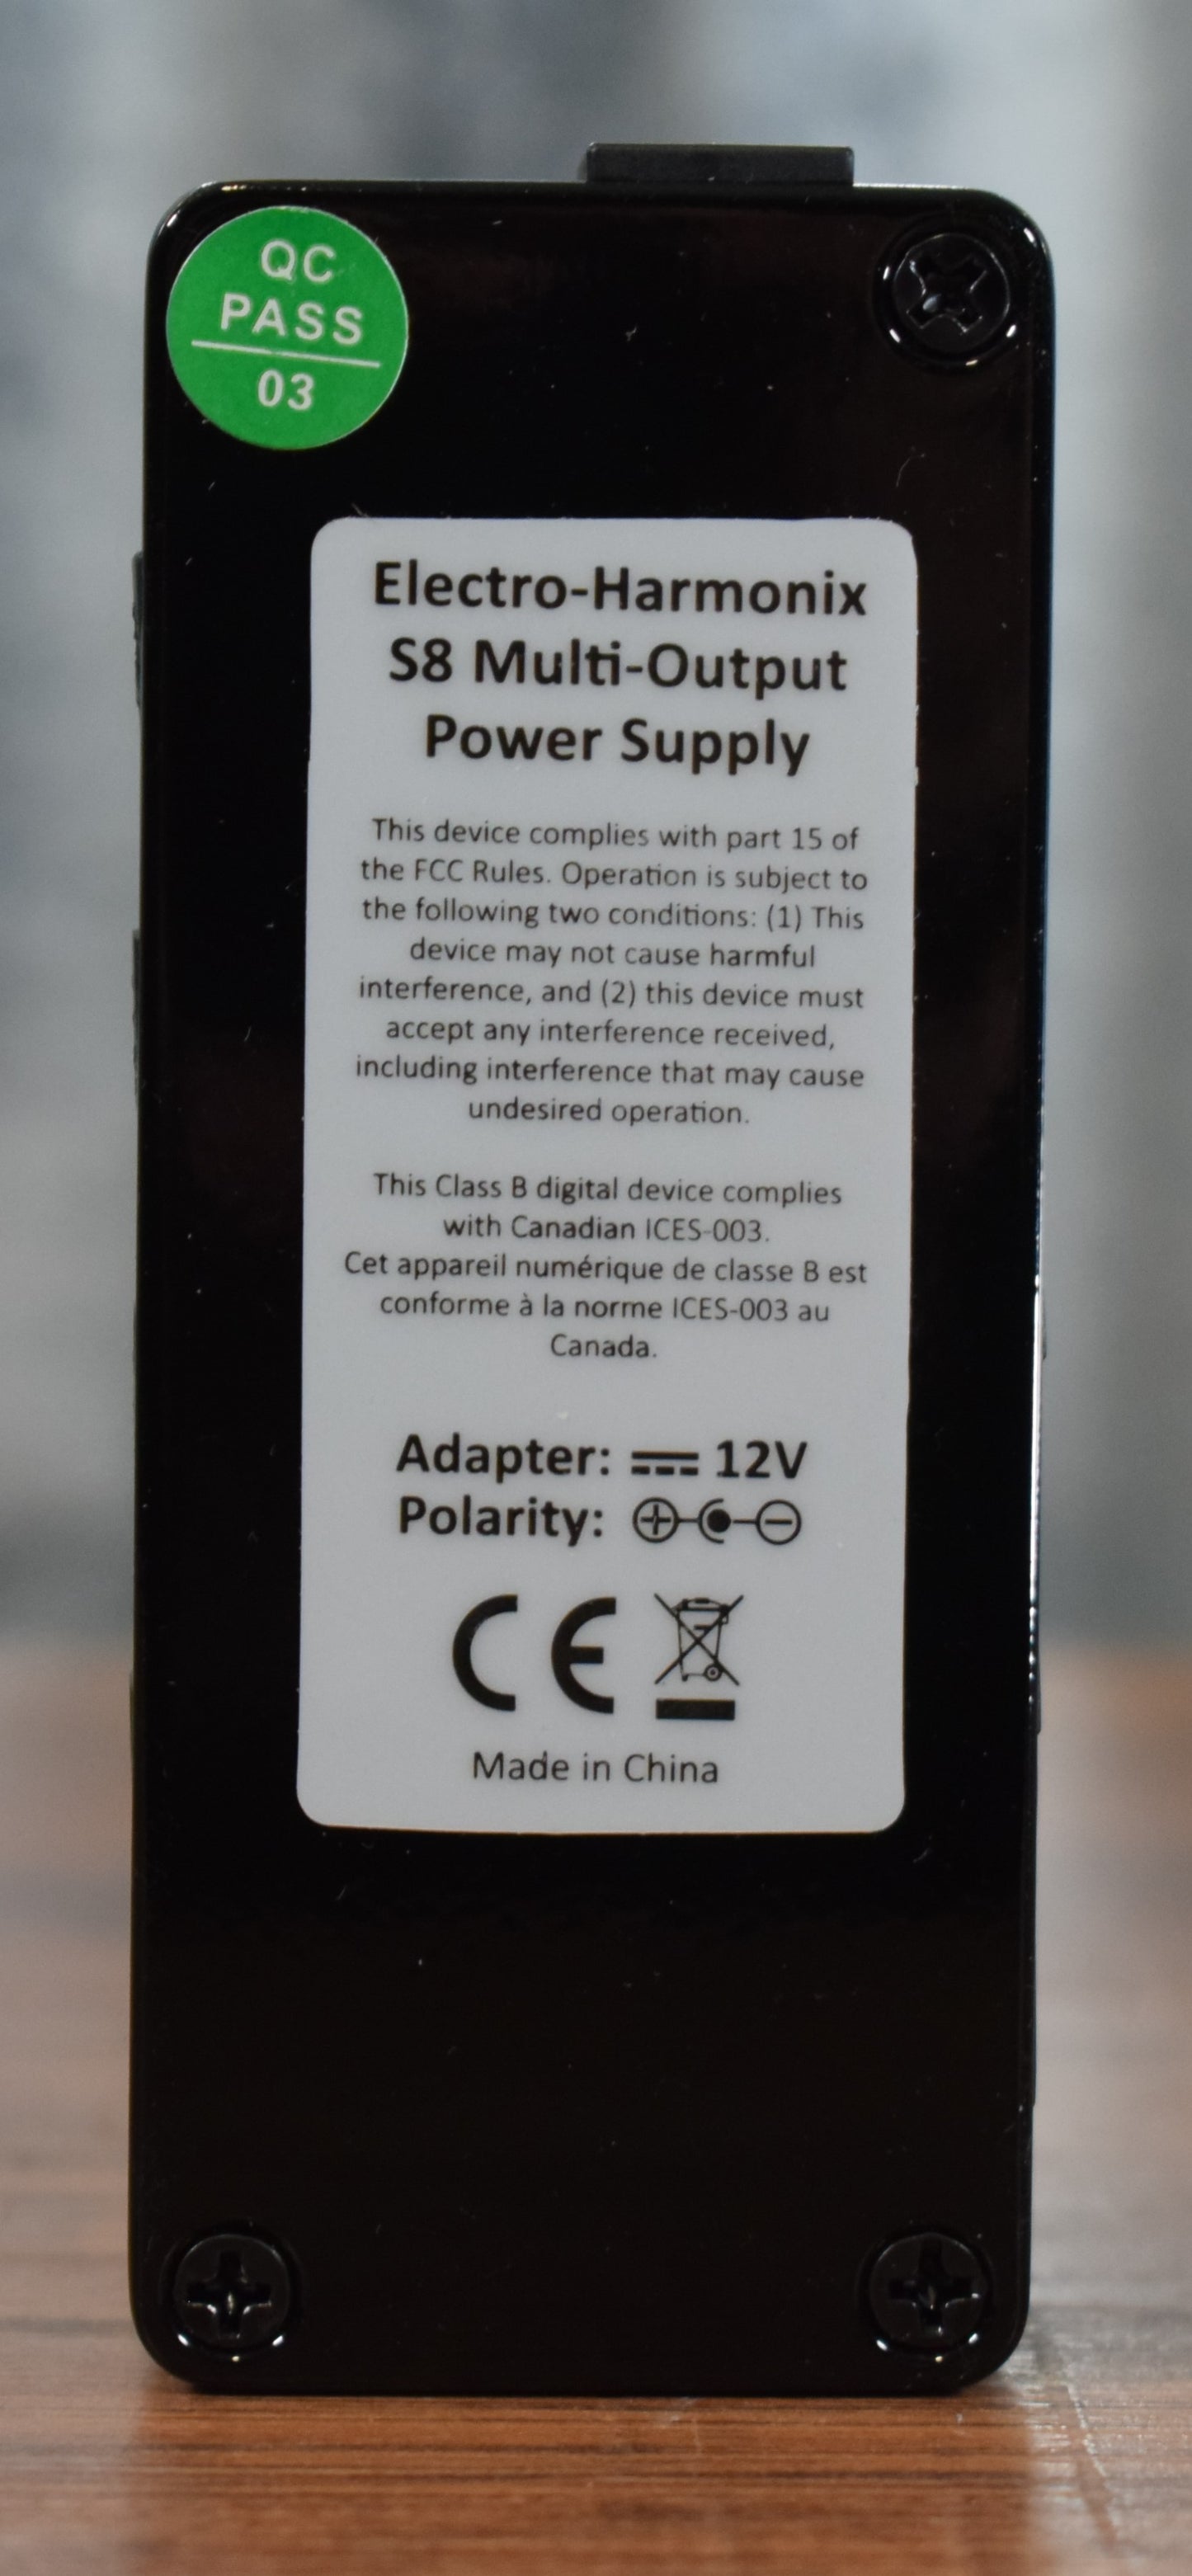 QC
PASS
03
Electro-Harmonix
S8 Multi-Output
Power Supply
This device complies with part 15 of
the FCC Rules. Operation is subject to
the following two conditions: (1) This
device may not cause harmful
interference, and (2) this device must
accept any interference received,
including interference that may cause
undesired operation.
This Class B digital device complies
with Canadian ICES-003.
Cet appareil numérique de classe B est
conforme à la norme ICES-003 au
Canada.
Adapter: ⎓ 12V
Polarity:
CE
Made in China